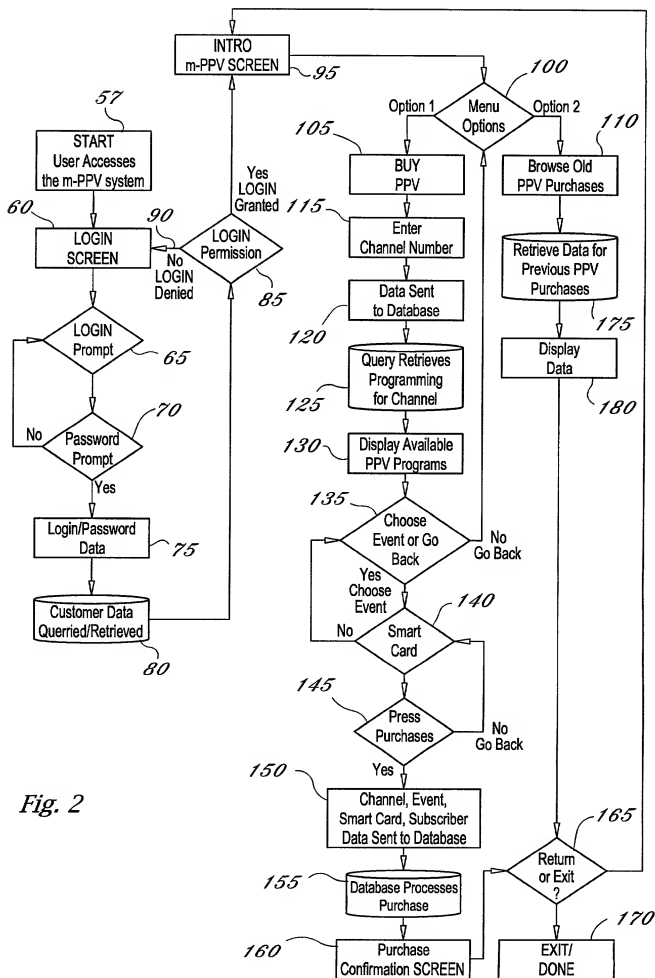 INTRO
m-PPV SCREEN
95
57
START
User Accesses
the m-PPV system
60
LOGIN
SCREEN
LOGIN
Prompt
65
70
No
Password
Prompt
Yes
Login/Password
Data
75
Customer Data
Querried/Retrieved
80
Yes
LOGIN
Granted
90
No
LOGIN
Denied
LOGIN
Permission
85
100
Menu
Options
Option 1
Option 2
105
BUY
PPV
115
Enter
Channel Number
Data Sent
to Database
120
Query Retrieves
Programming
for Channel
125
130
Display Available
PPV Programs
135
Choose
Event or Go
Back
No
Go Back
Yes
Choose
Event
140
No
Smart
Card
145
Press
Purchases
No
Go Back
Yes
150
Channel, Event,
Smart Card, Subscriber
Data Sent to Database
155
Database Processes
Purchase
160
Purchase
Confirmation SCREEN
110
Browse Old
PPV Purchases
Retrieve Data for
Previous PPV
Purchases
175
Display
Data
180
165
Return
or Exit
?
170
EXIT/
DONE
Fig. 2